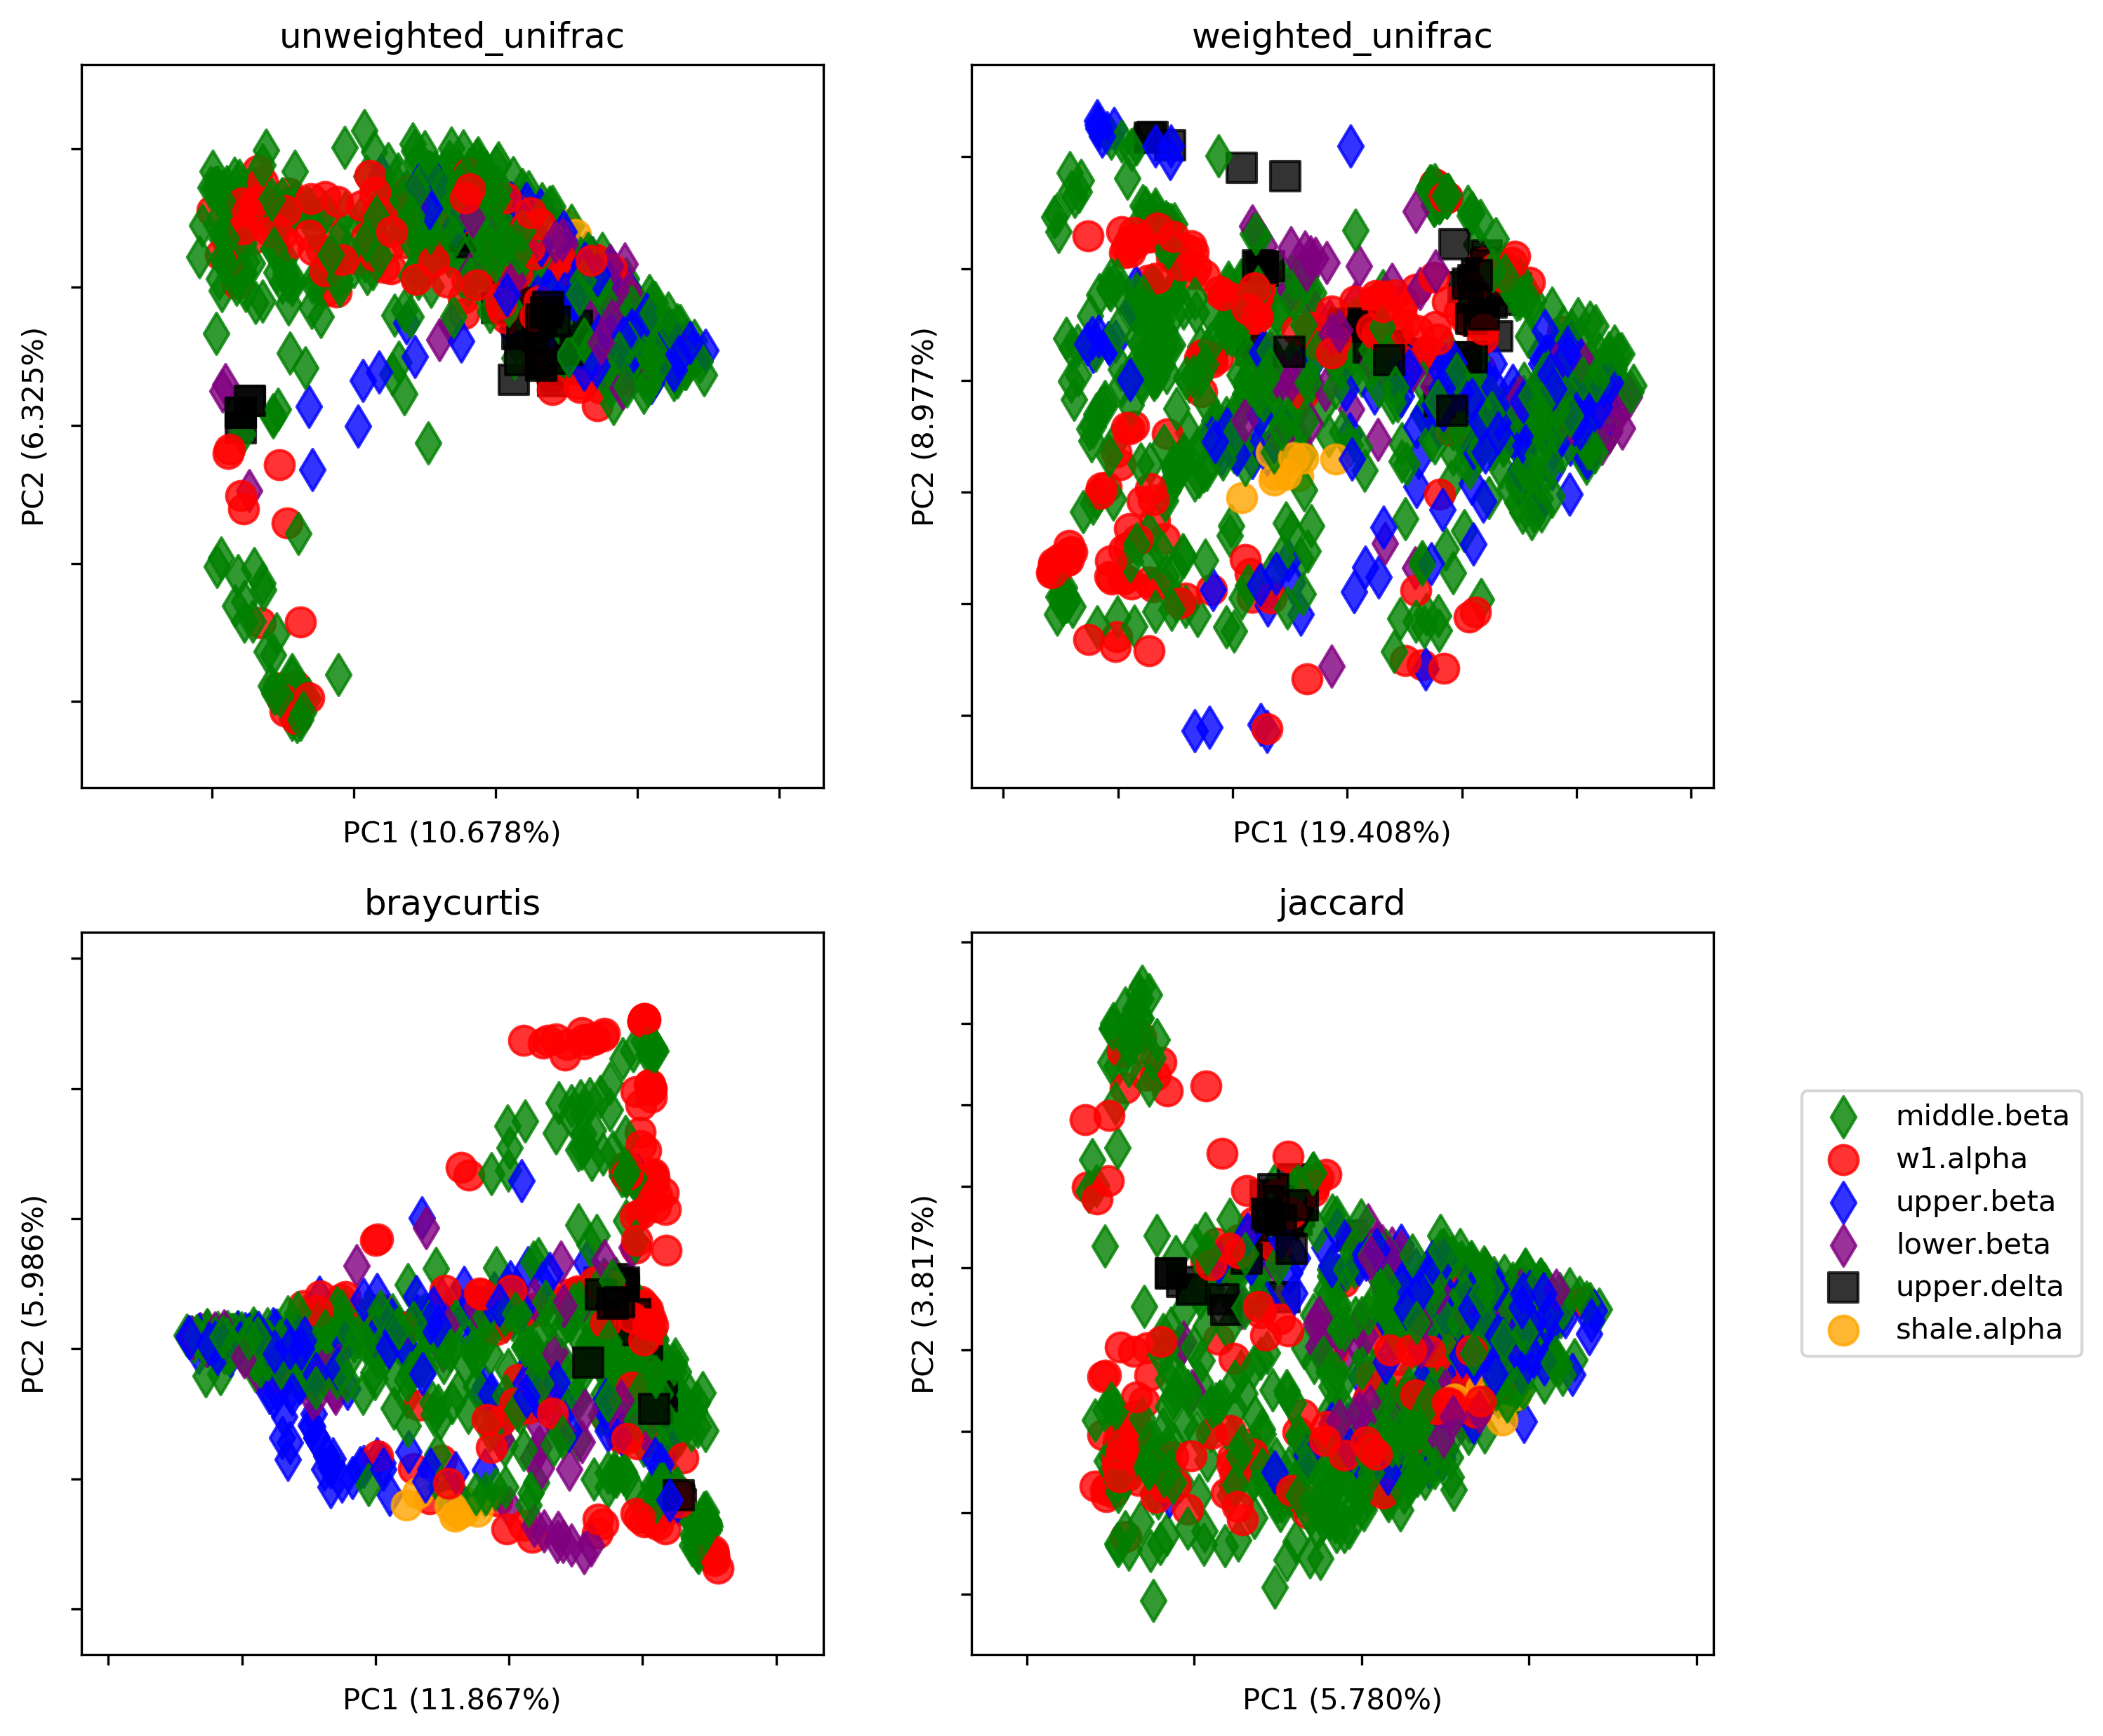 unweighted_unifrac
PC2 (6.325%)
PC1 (10.678%)
weighted_unifrac
PC2 (8.977%)
PC1 (19.408%)
braycurtis
PC2 (5.986%)
PC1 (11.867%)
jaccard
PC2 (3.817%)
PC1 (5.780%)
middle.beta
w1.alpha
upper.beta
lower.beta
upper.delta
shale.alpha